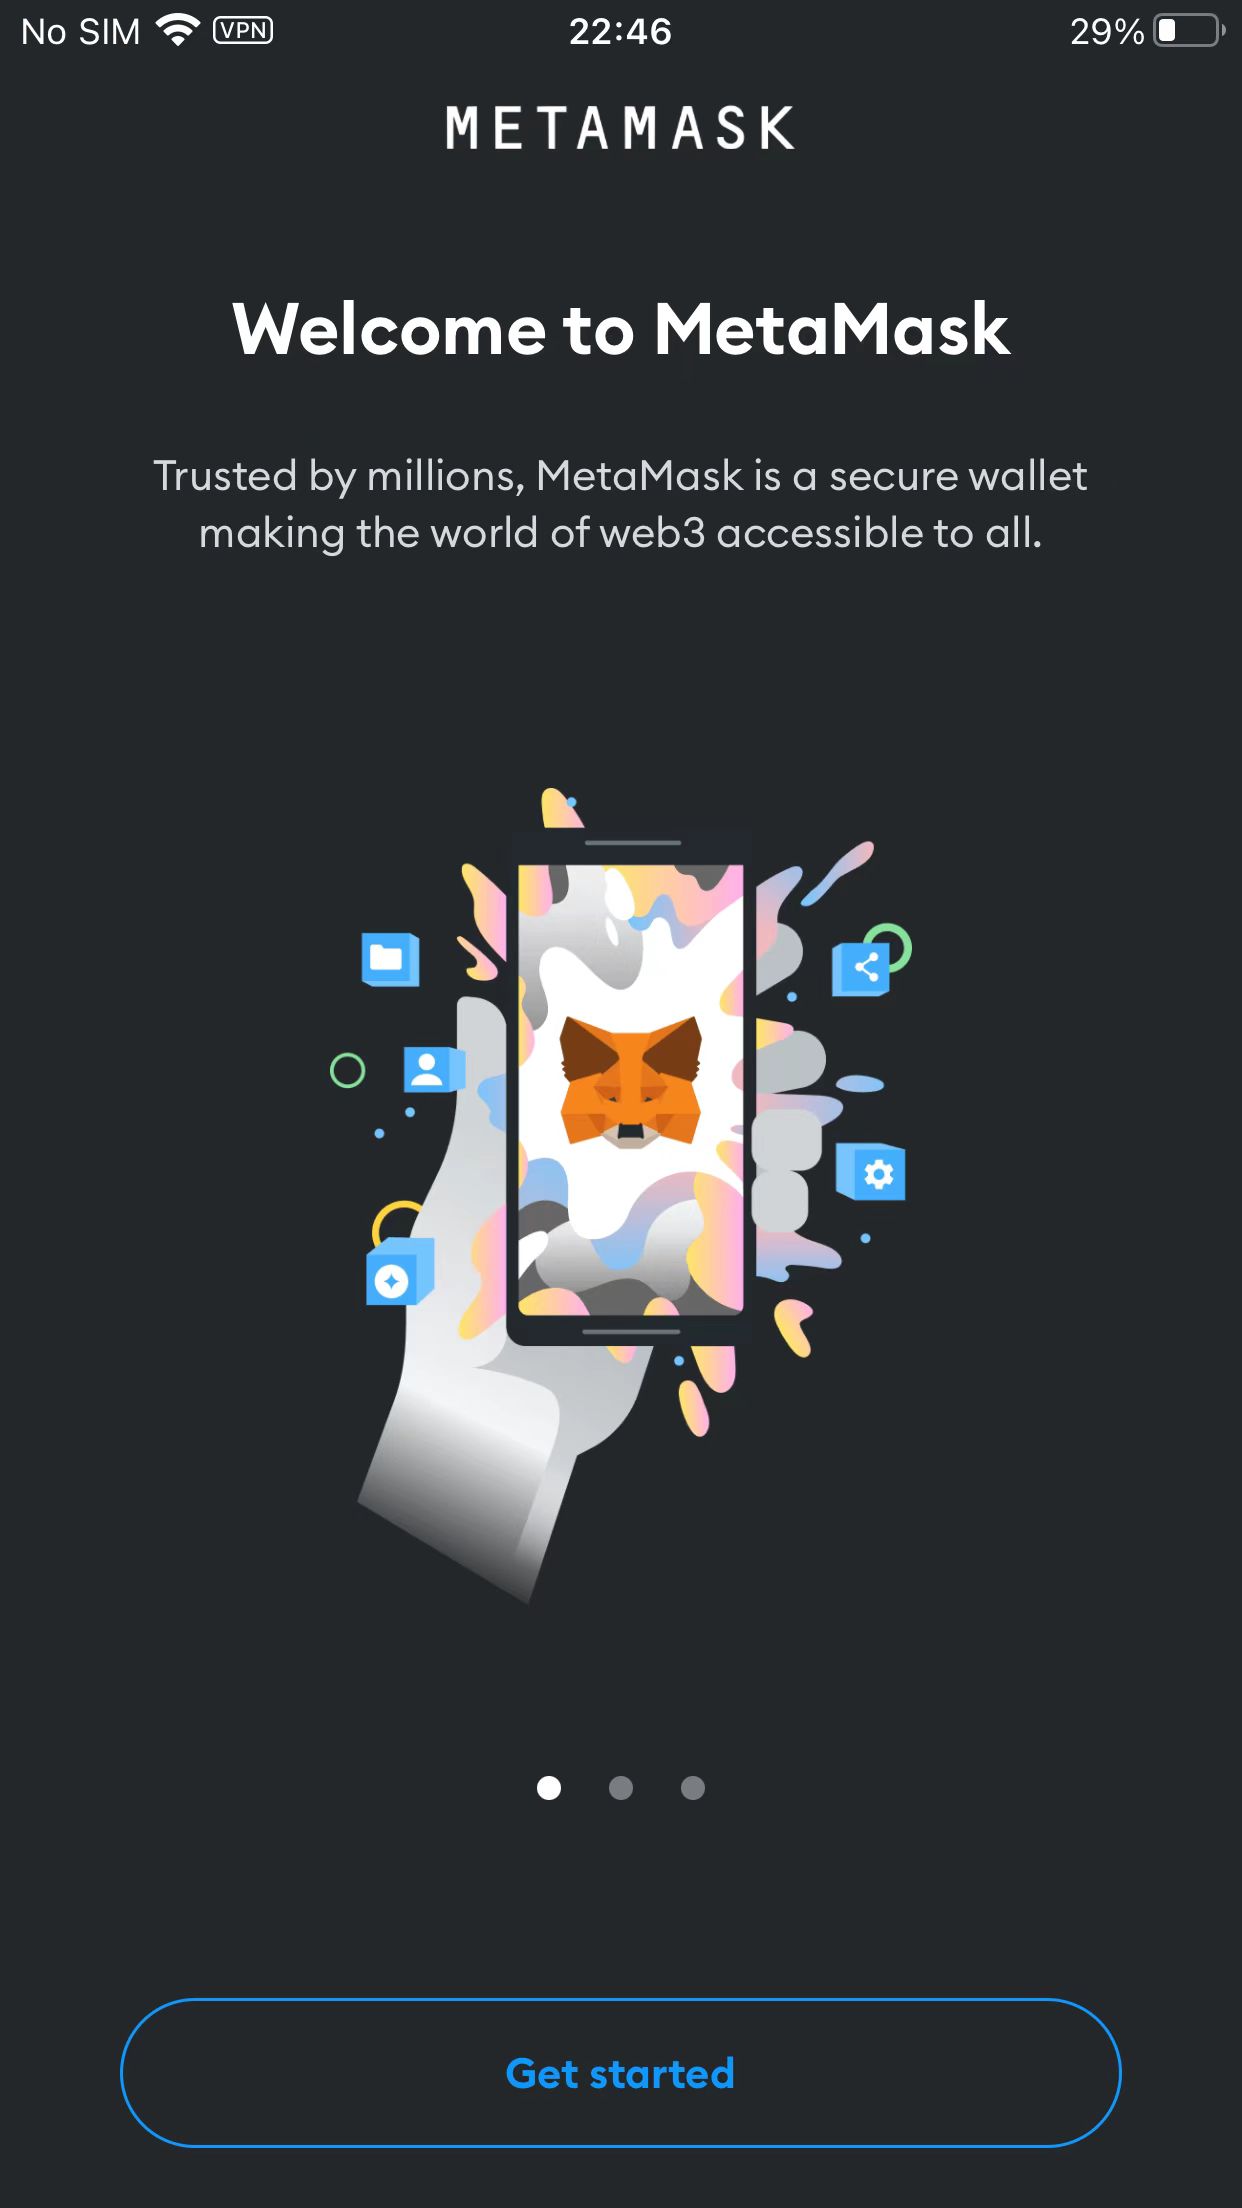 No SIM VPN 22:46 29%
METAMASK
Welcome to MetaMask
Trusted by millions, MetaMask is a secure wallet
making the world of web3 accessible to all.
Get started